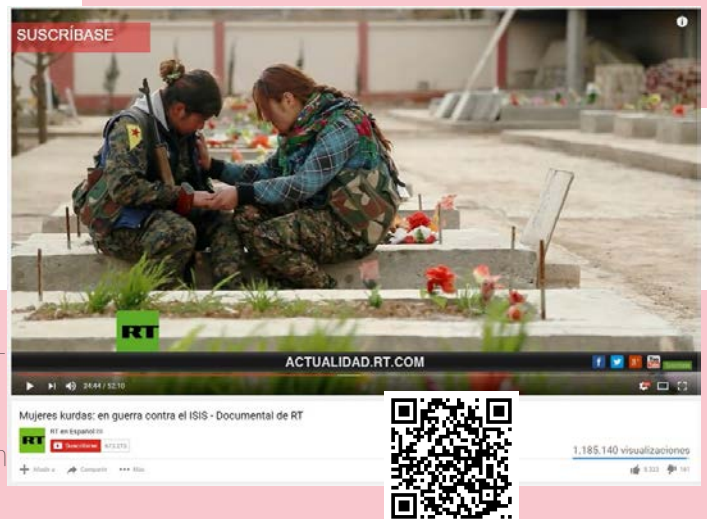 SUSCRÍBASE
RT
ACTUALIDAD.RT.COM
24:44 / 52:10
Mujeres kurdas: en guerra contra el ISIS - Documental de RT
RT
RT en Español
Suscribirse
1.185.140 visualizaciones
Añadir a
Compartir
Más
n